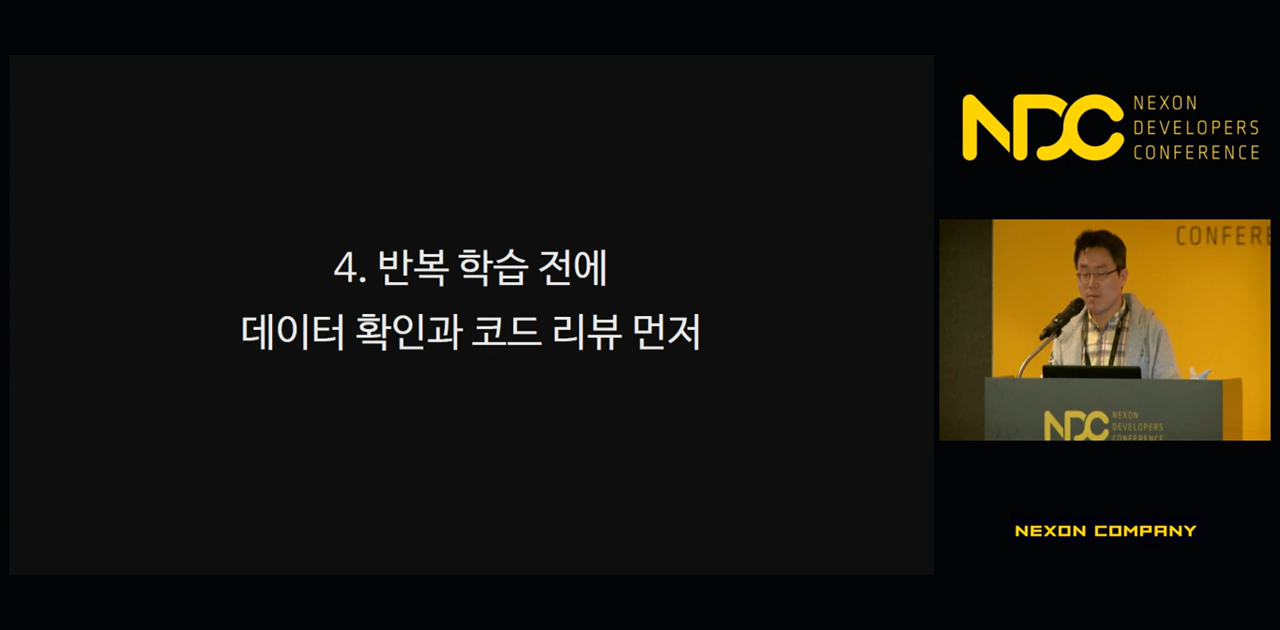 4. 반복 학습 전에
데이터 확인과 코드 리뷰 먼저
NDC
NEXON
DEVELOPERS
CONFERENCE
CONFERE
NDC
NEXON
DEVELOPERS
CONFERENCE
NEXON COMPANY